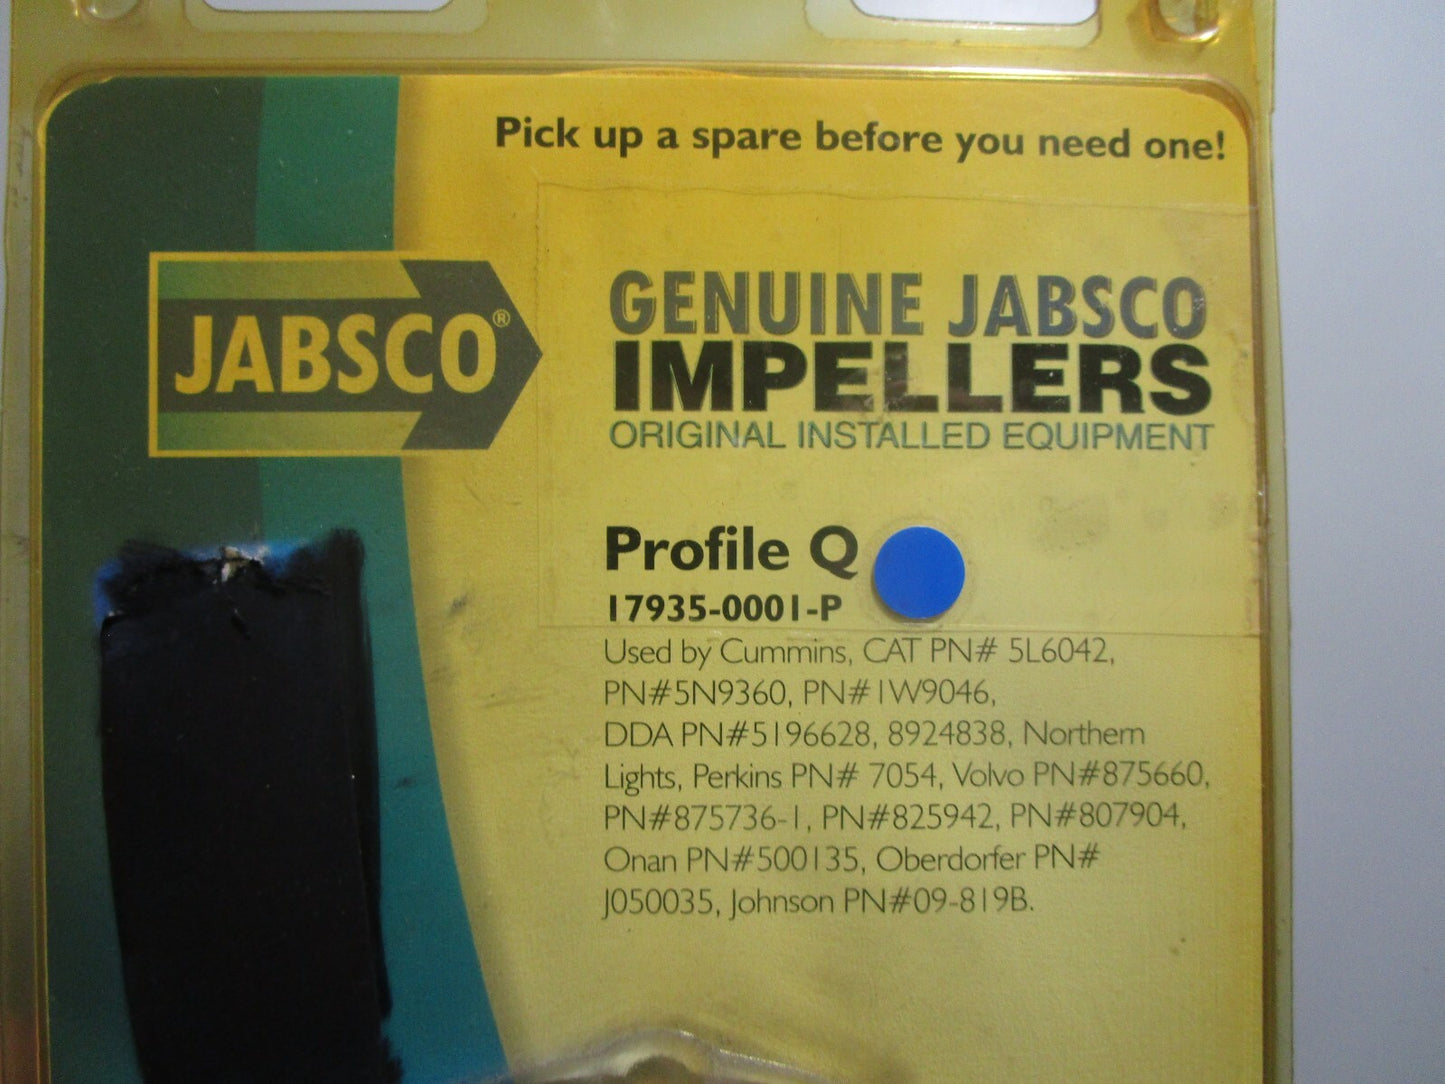 Pick up a spare before you need one!
JABSCO®
GENUINE JABSCO
IMPELLERS
ORIGINAL INSTALLED EQUIPMENT
Profile Q
17935-0001-P
Used by Cummins, CAT PN# 5L6042,
PN#5N9360, PN#1W9046,
DDA PN#5196628, 8924838, Northern
Lights, Perkins PN# 7054, Volvo PN#875660,
PN#875736-1, PN#825942, PN#807904,
Onan PN#500135, Oberdorfer PN#
J050035, Johnson PN#09-819B.